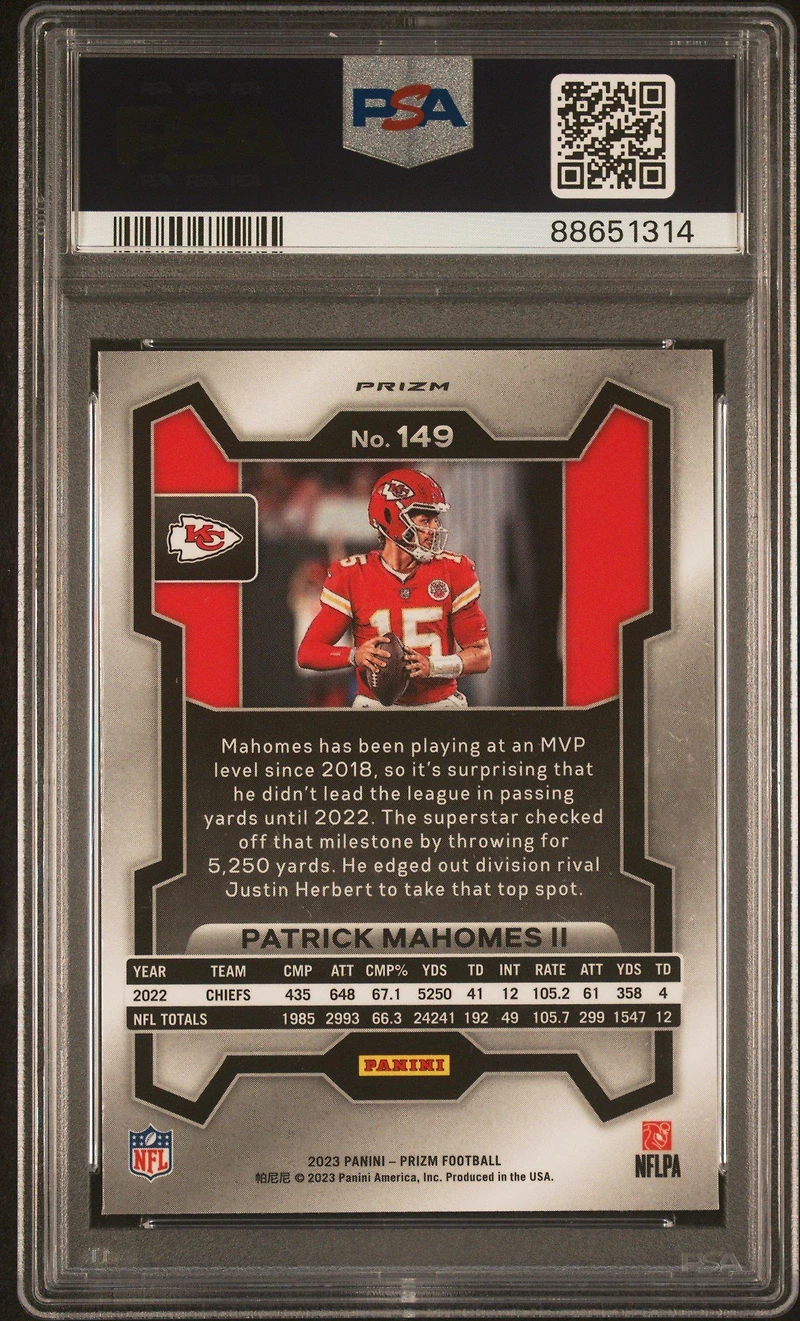 PSA
88651314
PRIZM
No. 149
KC
15
15
Mahomes has been playing at an MVP
level since 2018, so it's surprising that
he didn't lead the league in passing
yards until 2022. The superstar checked
off that milestone by throwing for
5,250 yards. He edged out division rival
Justin Herbert to take that top spot.
PATRICK MAHOMES II
YEAR TEAM CMP ATT CMP% YDS TD INT RATE ATT YDS TD
2022 CHIEFS 435 648 67.1 5250 41 12 105.2 61 358 4
NFL TOTALS 1985 2993 66.3 24241 192 49 105.7 299 1547 12
PANINI
NFL
NFLPA
2023 PANINI – PRIZM FOOTBALL
帕尼尼 © 2023 Panini America, Inc. Produced in the USA.
PSA